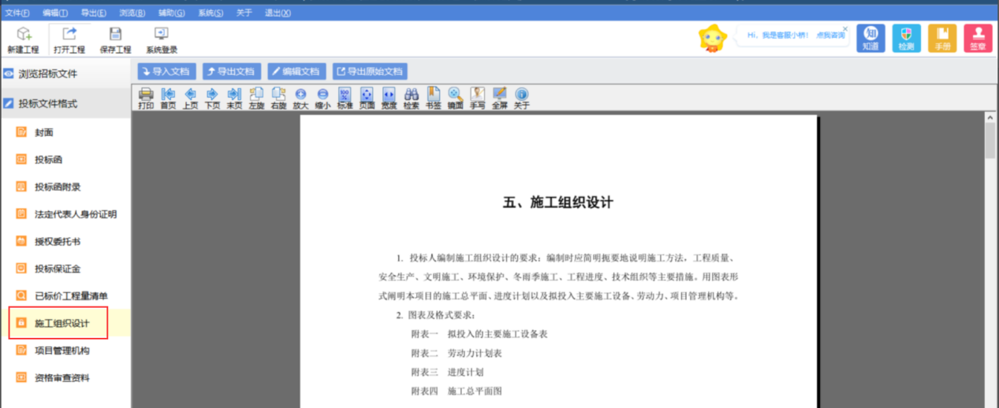 文件(F) 编辑(T) 导出(E) 浏览(B) 辅助(G) 系统(S) 关于 退出(X)
新建工程 打开工程 保存工程 系统登录
Hi，我是客服小桥！ 点我咨询
知 知道 检测 手册 签章
浏览招标文件
投标文件格式
封面
投标函
投标函附录
法定代表人身份证明
授权委托书
投标保证金
已标价工程量清单
施工组织设计
项目管理机构
资格审查资料
导入文档 导出文档 编辑文档 导出原始文档
打印 首页 上页 下页 末页 左旋 右旋 放大 缩小 标准 页面 宽度 检索 书签 镜面 手写 全屏 关于
五、施工组织设计
1. 投标人编制施工组织设计的要求：编制时应简明扼要地说明施工方法，工程质量、
安全生产、文明施工、环境保护、冬雨季施工、工程进度、技术组织等主要措施。用图表形
式阐明本项目的施工总平面、进度计划以及拟投入主要施工设备、劳动力、项目管理机构等。
2. 图表及格式要求：
附表一 拟投入的主要施工设备表
附表二 劳动力计划表
附表三 进度计划
附表四 施工总平面图